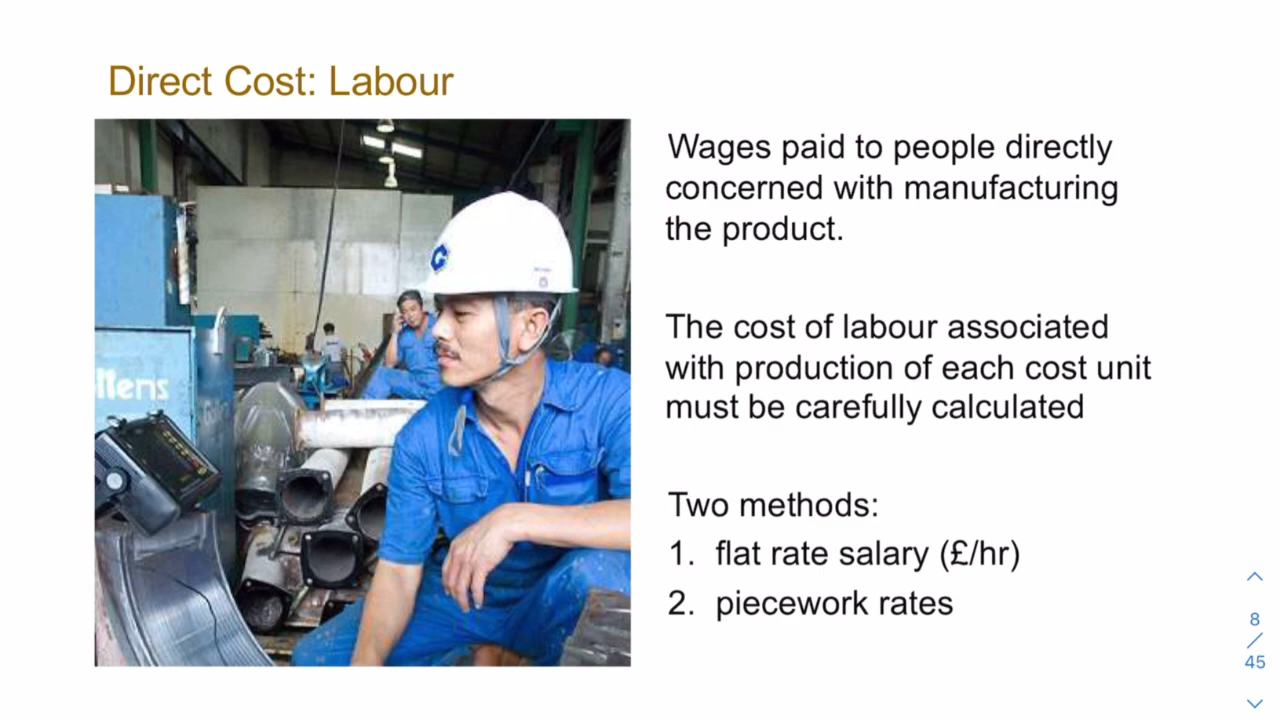 Direct Cost: Labour
Wages paid to people directly
concerned with manufacturing
the product.
The cost of labour associated
with production of each cost unit
must be carefully calculated
Two methods:
1. flat rate salary (£/hr)
2. piecework rates
8
/
45